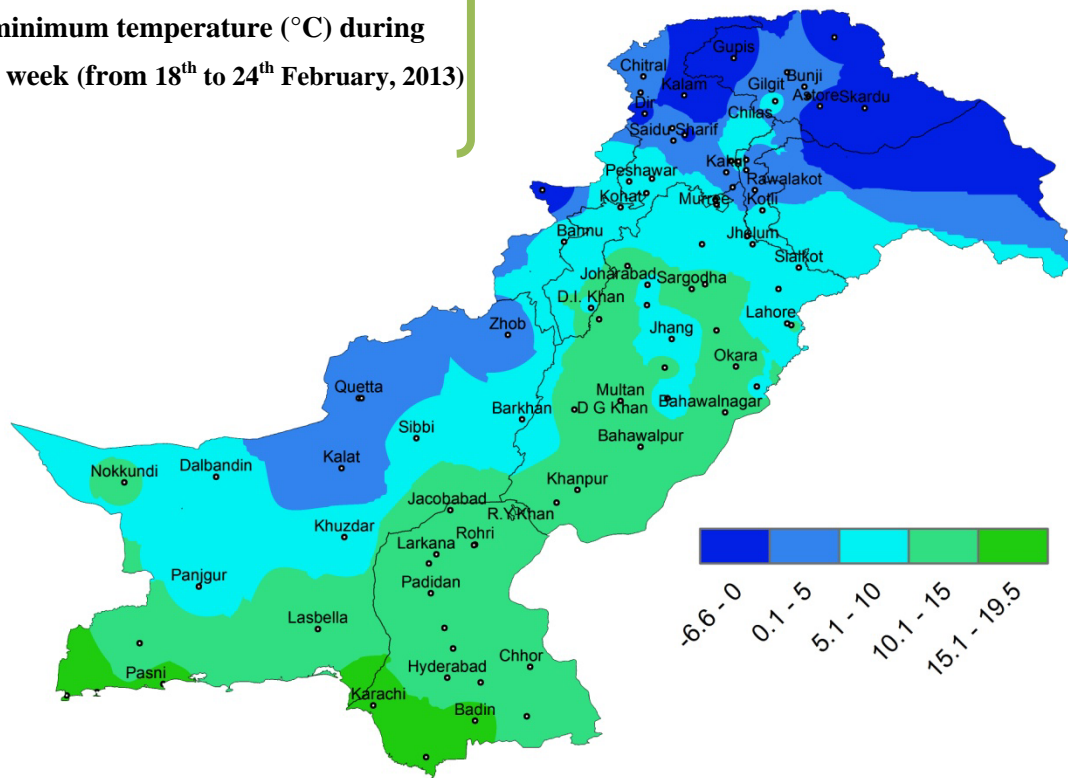 minimum temperature (°C) during
week (from 18th to 24th February, 2013)
Gupis
Chitral
Bunji
Gilgit
Kalam
Astore Skardu
Dir
Chilas
Saidu Sharif
Peshawar
Rawalakot
Kohat
Murree
Kotli
Bannu
Jhelum
Sialkot
Joharabad
Sargodha
D.I. Khan
Lahore
Zhob
Jhang
Okara
Quetta
Multan
Bahawalnagar
Barkhan
D G Khan
Sibbi
Bahawalpur
Nokkundi
Dalbandin
Kalat
Khanpur
Jacobabad
R.Y.Khan
Khuzdar
Rohri
Larkana
Panjgur
Padidan
Lasbella
Pasni
Hyderabad
Chhor
Karachi
Badin
-6.6 - 0
0.1 - 5
5.1 - 10
10.1 - 15
15.1 - 19.5